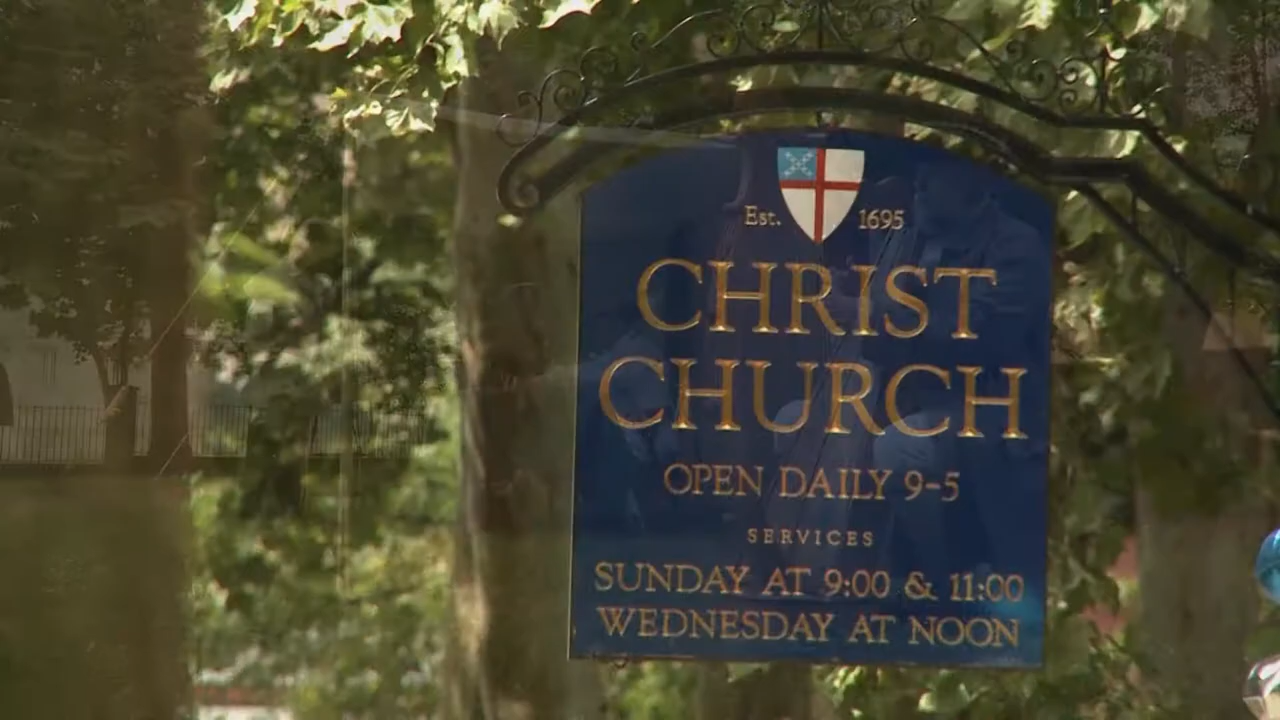 Est. 1695
CHRIST
CHURCH
OPEN DAILY 9-5
SERVICES
SUNDAY AT 9:00 & 11:00
WEDNESDAY AT NOON